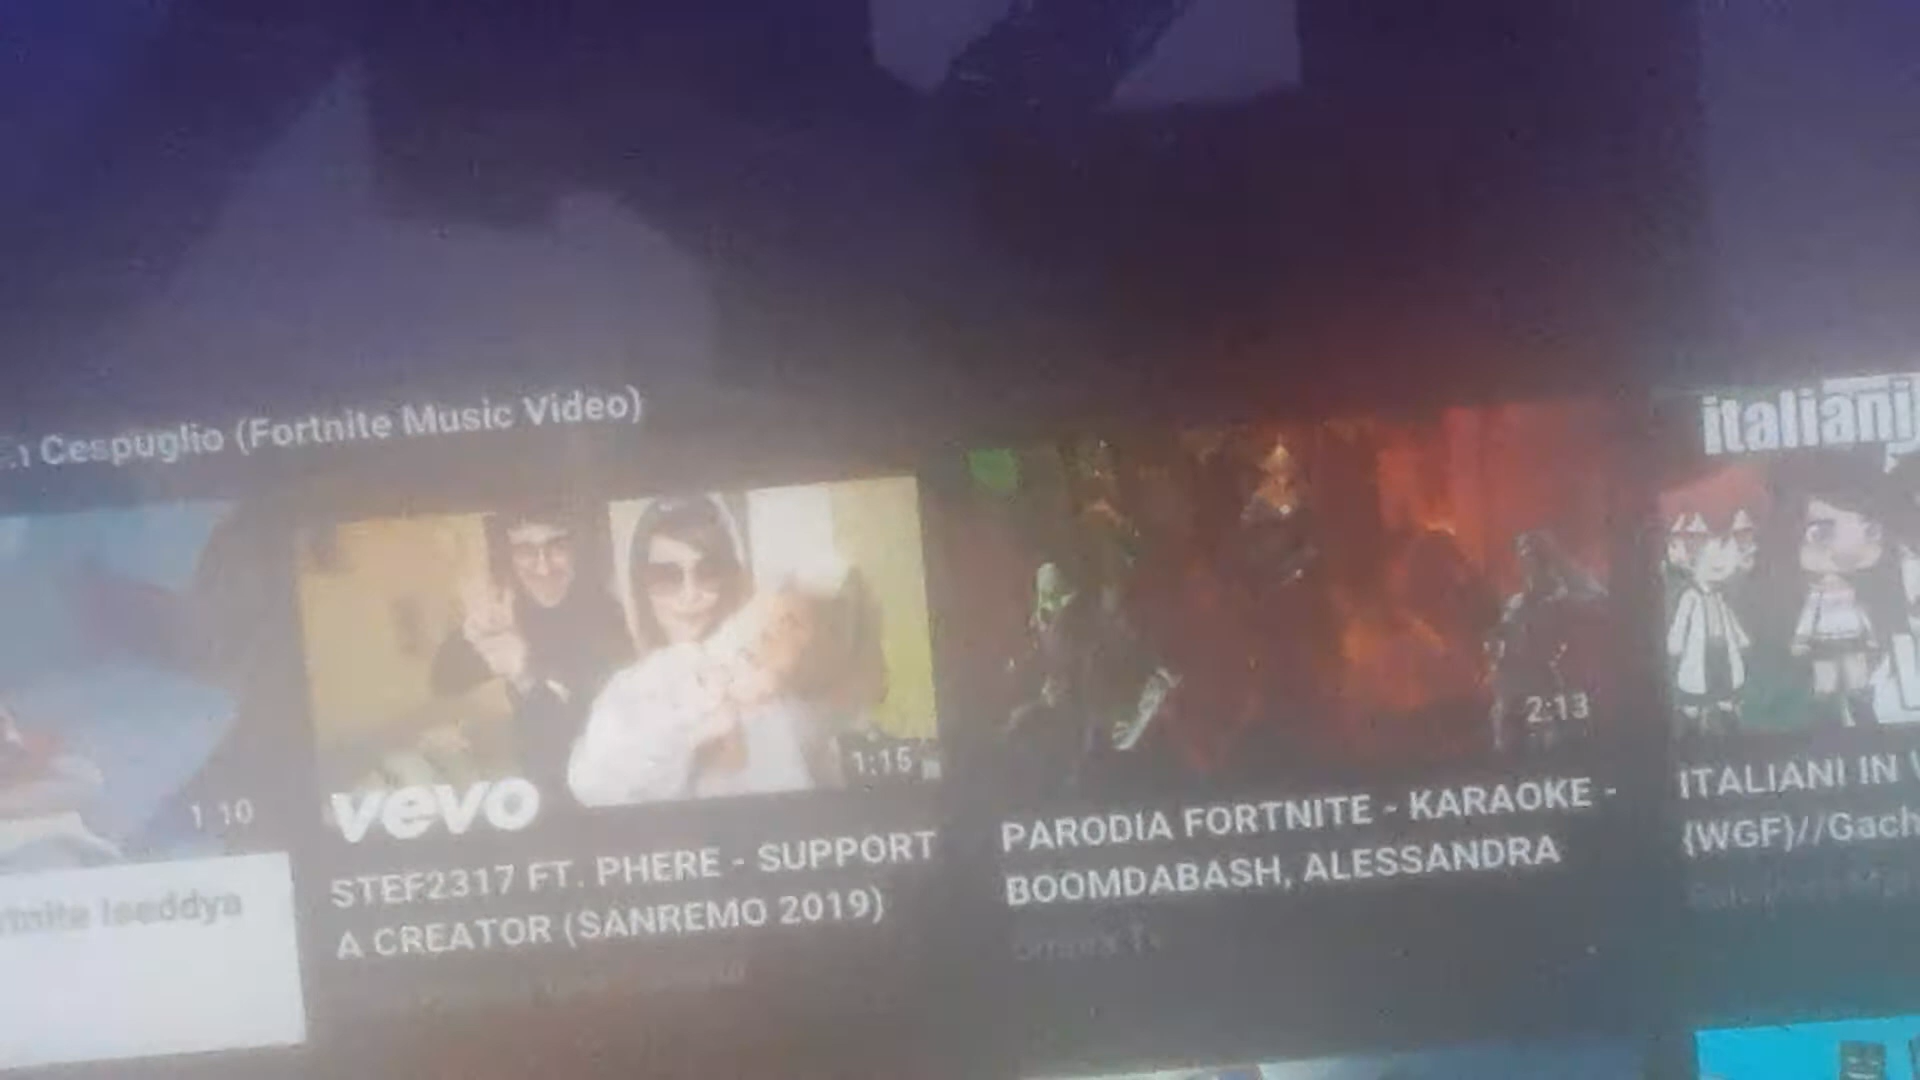 Cespuglio (Fortnite Music Video)
italiani
1:10
vevo
1:15
2:13
STEF2317 FT. PHERE - SUPPORT
A CREATOR (SANREMO 2019)
PARODIA FORTNITE - KARAOKE -
BOOMDABASH, ALESSANDRA
ITALIANI IN
{WGF}//Gach